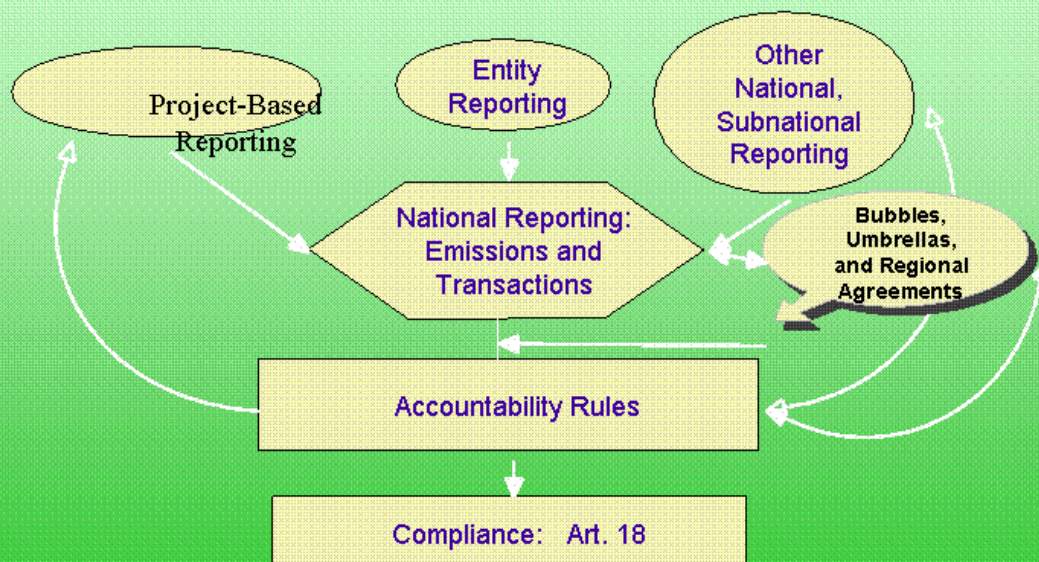 Project-Based
Reporting
Entity
Reporting
Other
National,
Subnational
Reporting
National Reporting:
Emissions and
Transactions
Bubbles,
Umbrellas,
and Regional
Agreements
Accountability Rules
Compliance: Art. 18